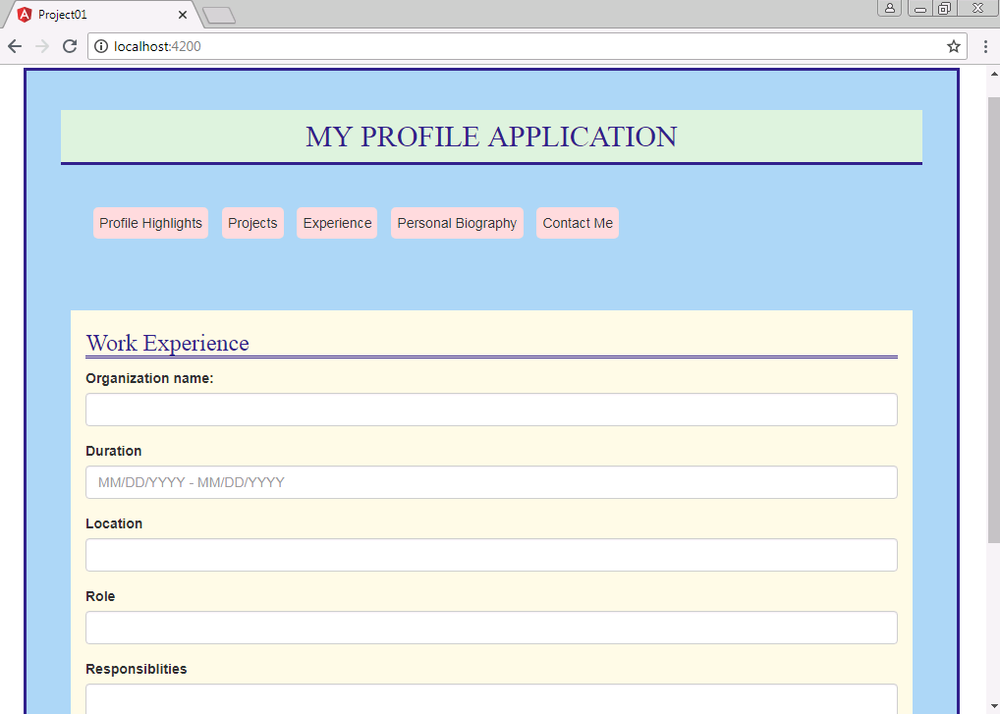 Project01
localhost:4200
MY PROFILE APPLICATION
Profile Highlights Projects Experience Personal Biography Contact Me
Work Experience
Organization name:
Duration
MM/DD/YYYY - MM/DD/YYYY
Location
Role
Responsiblities